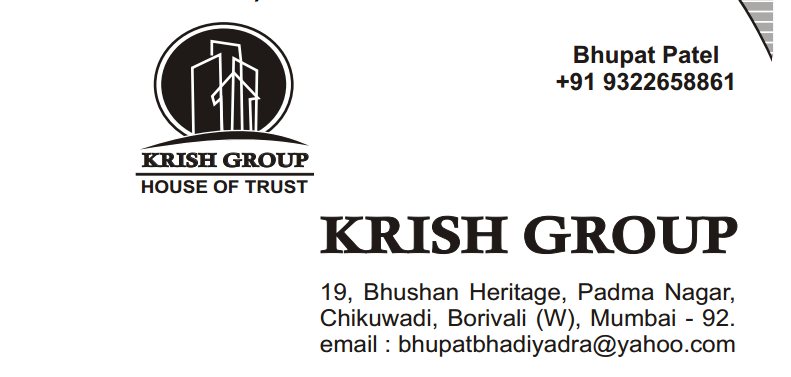 KRISH GROUP
HOUSE OF TRUST
Bhupat Patel
+91 9322658861
KRISH GROUP
19, Bhushan Heritage, Padma Nagar,
Chikuwadi, Borivali (W), Mumbai - 92.
email : bhupatbhadiyadra@yahoo.com